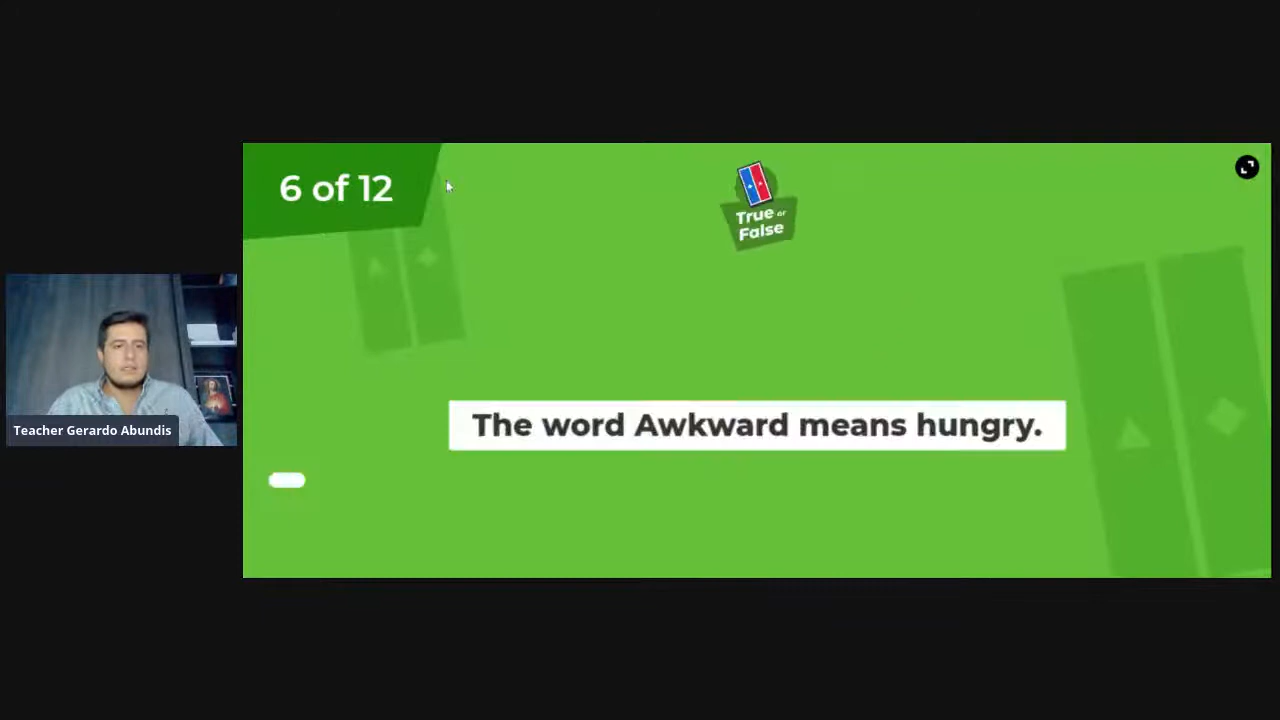 6 of 12
True or
False
The word Awkward means hungry.
Teacher Gerardo Abundis